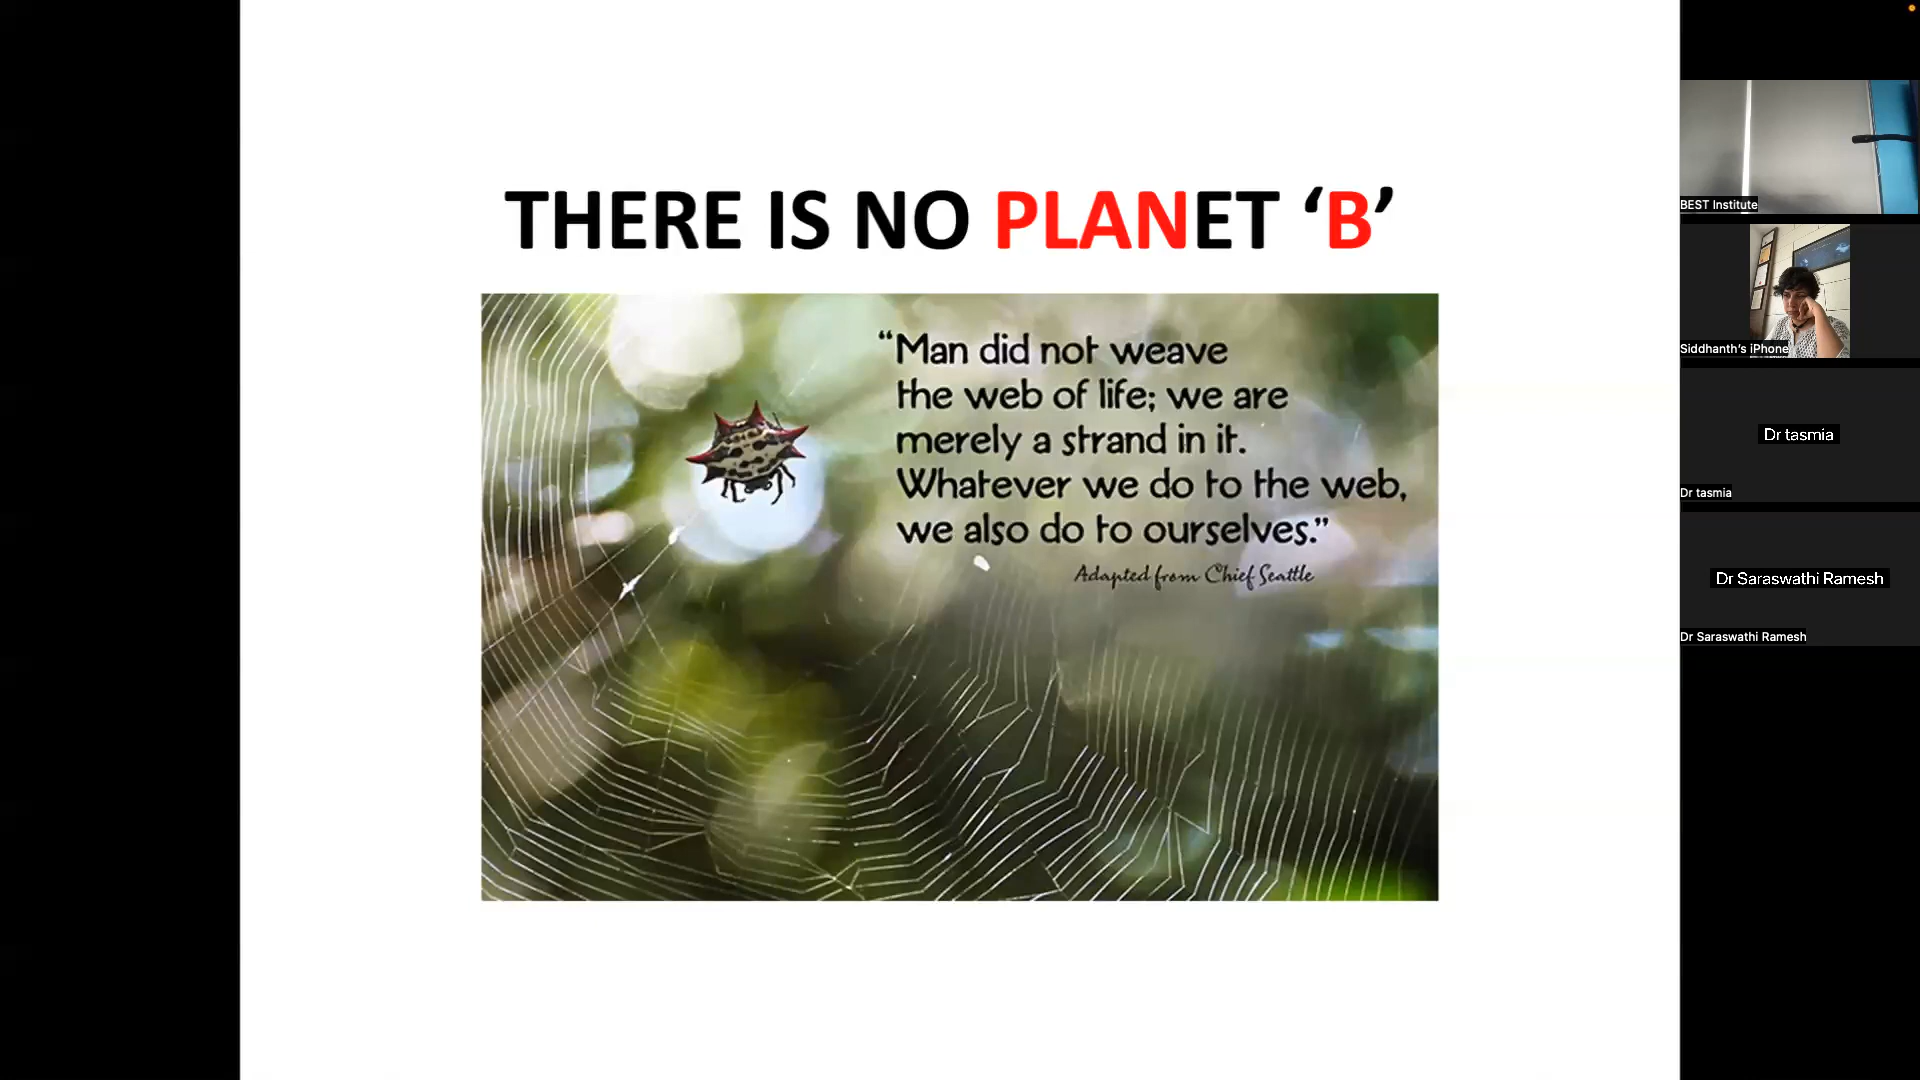 THERE IS NO PLANET ‘B’
“Man did not weave
the web of life; we are
merely a strand in it.
Whatever we do to the web,
we also do to ourselves.”
Adapted from Chief Seattle
BEST Institute
Siddhanth's iPhone
Dr tasmia
Dr tasmia
Dr Saraswathi Ramesh
Dr Saraswathi Ramesh